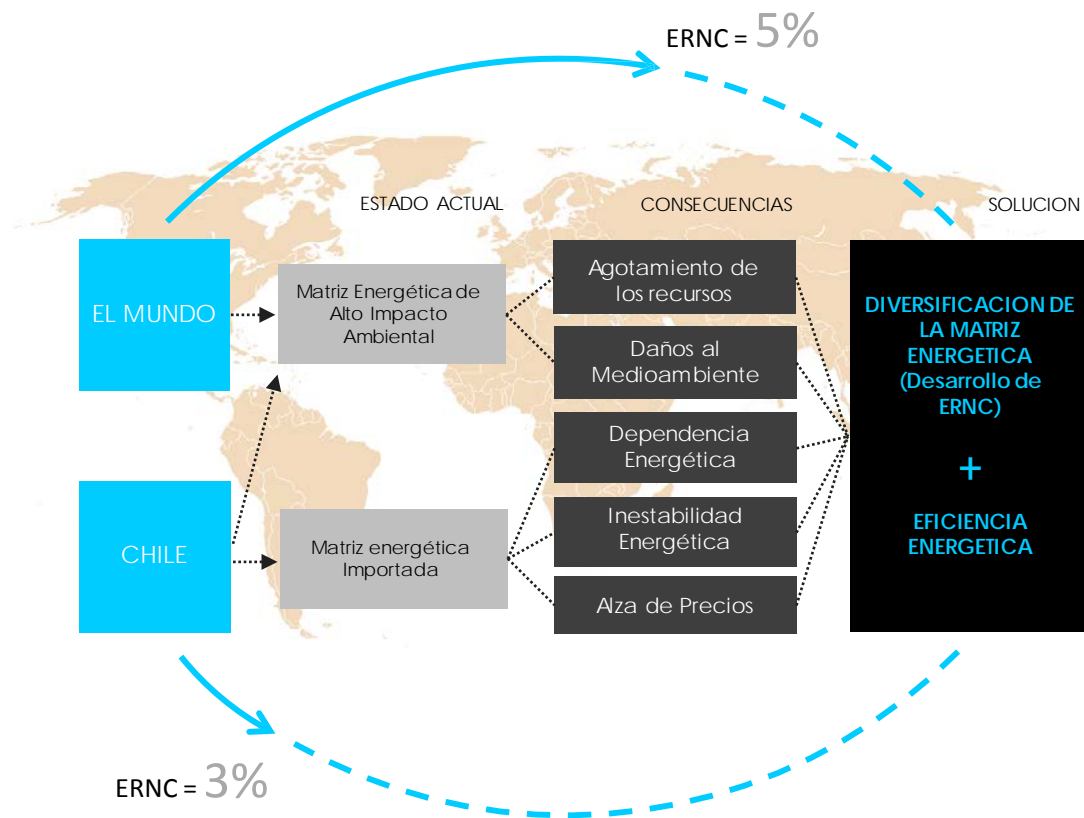 ERNC = 5%
ESTADO ACTUAL
CONSECUENCIAS
SOLUCION
EL MUNDO
Matriz Energética de
Alto Impacto
Ambiental
Agotamiento de
los recursos
Daños al
Medioambiente
Dependencia
Energética
CHILE
Matriz energética
Importada
Inestabilidad
Energética
Alza de Precios
DIVERSIFICACION DE
LA MATRIZ
ENERGETICA
(Desarrollo de
ERNC)
+
EFICIENCIA
ENERGETICA
ERNC = 3%